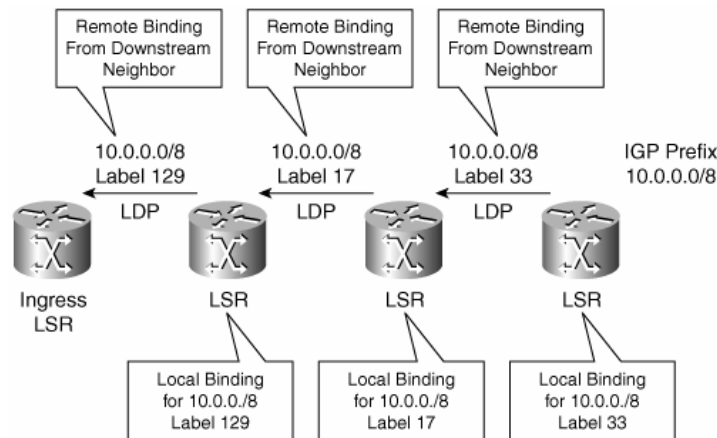 Remote Binding
From Downstream
Neighbor
Remote Binding
From Downstream
Neighbor
Remote Binding
From Downstream
Neighbor
10.0.0.0/8
Label 129
LDP
10.0.0.0/8
Label 17
LDP
10.0.0.0/8
Label 33
LDP
IGP Prefix
10.0.0.0/8
Ingress
LSR
LSR
LSR
LSR
Local Binding
for 10.0.0./8
Label 129
Local Binding
for 10.0.0./8
Label 17
Local Binding
for 10.0.0./8
Label 33